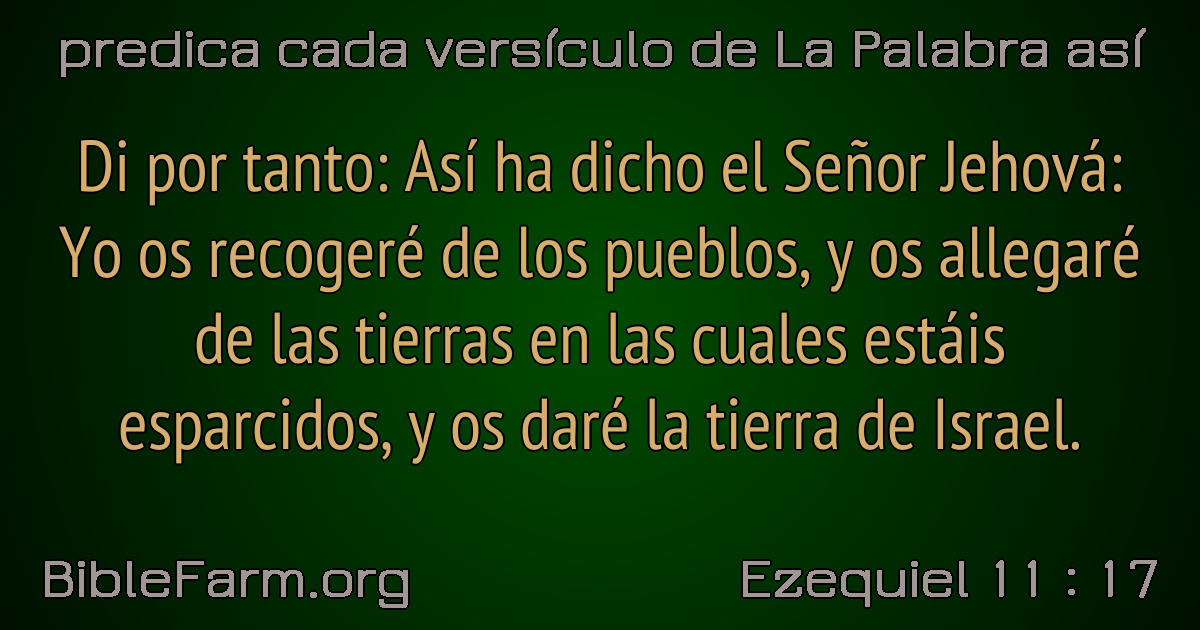 predica cada versículo de La Palabra así
Di por tanto: Así ha dicho el Señor Jehová:
Yo os recogeré de los pueblos, y os allegaré
de las tierras en las cuales estáis
esparcidos, y os daré la tierra de Israel.
BibleFarm.org
Ezequiel 11 : 17